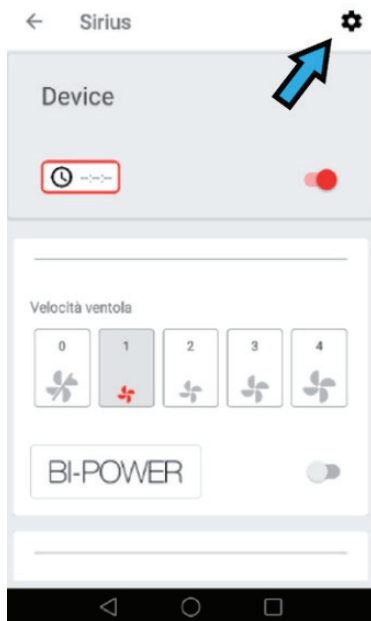 Sirius
Device
--:--:--
Velocità ventola
0 1 2 3 4
BI-POWER